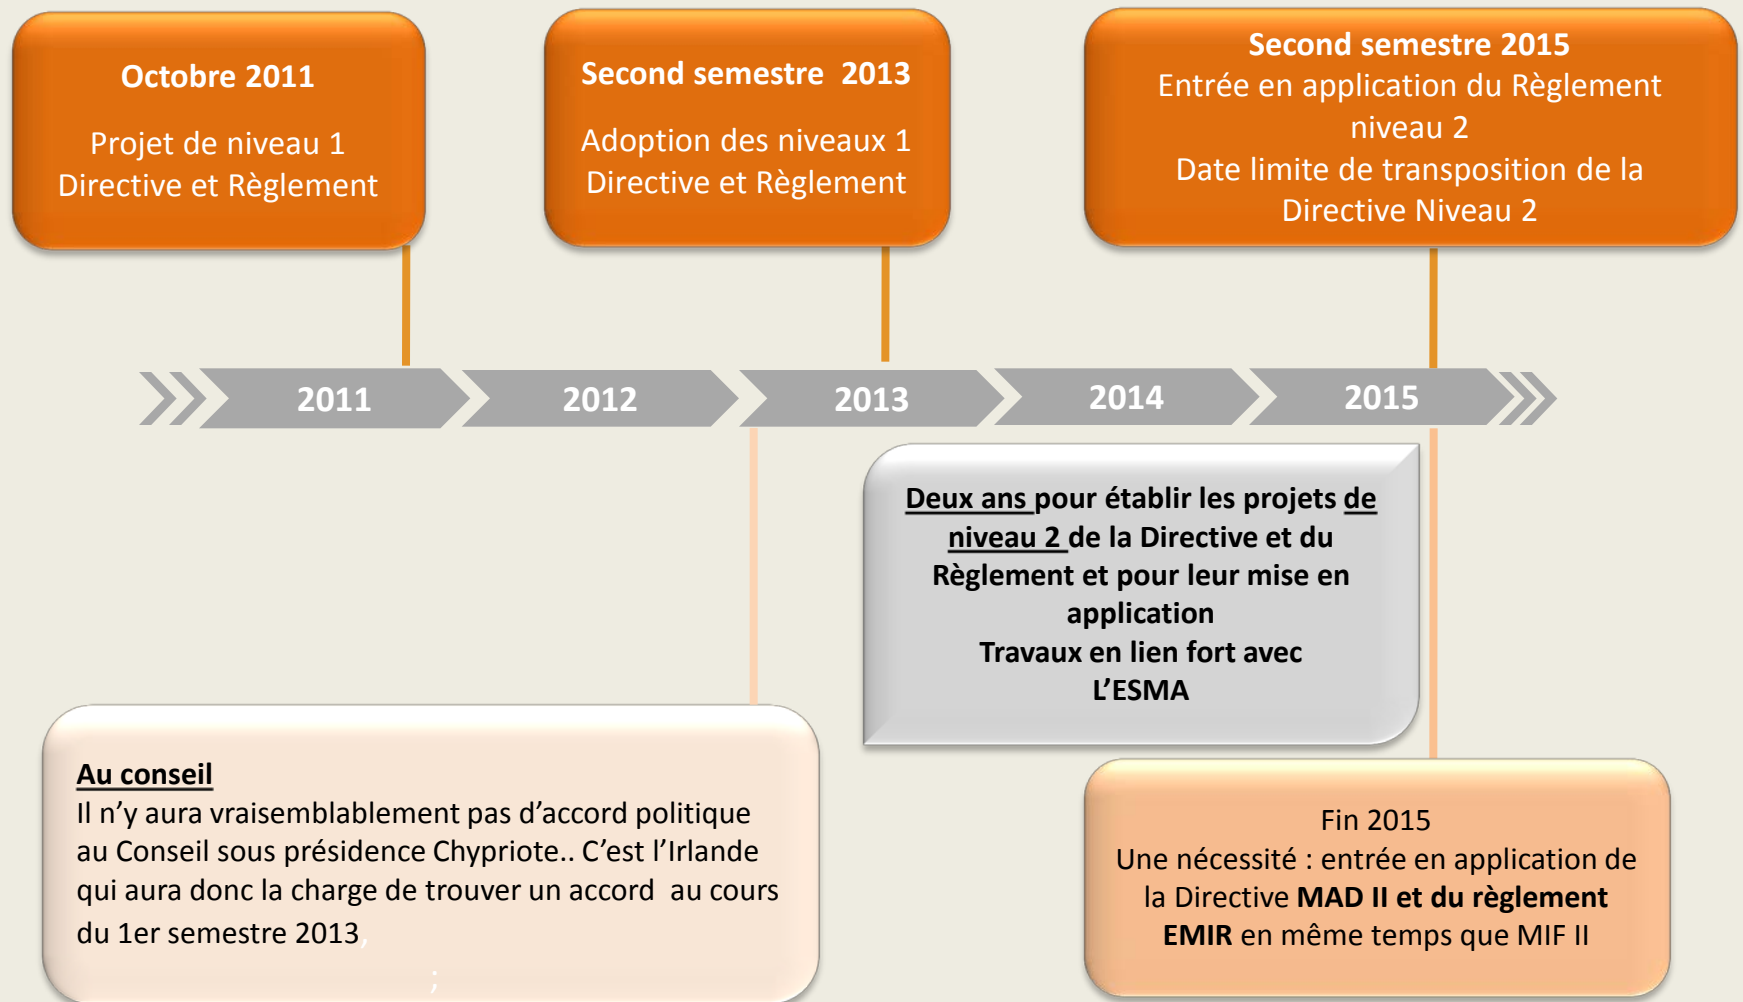 Octobre 2011
Projet de niveau 1
Directive et Règlement
Second semestre 2013
Adoption des niveaux 1
Directive et Règlement
Second semestre 2015
Entrée en application du Règlement
niveau 2
Date limite de transposition de la
Directive Niveau 2
2011
2012
2013
2014
2015
Deux ans pour établir les projets de
niveau 2 de la Directive et du
Règlement et pour leur mise en
application
Travaux en lien fort avec
L’ESMA
Au conseil
Il n’y aura vraisemblablement pas d’accord politique
au Conseil sous présidence Chypriote.. C’est l’Irlande
qui aura donc la charge de trouver un accord au cours
du 1er semestre 2013,
;
Fin 2015
Une nécessité : entrée en application de
la Directive MAD II et du règlement
EMIR en même temps que MIF II